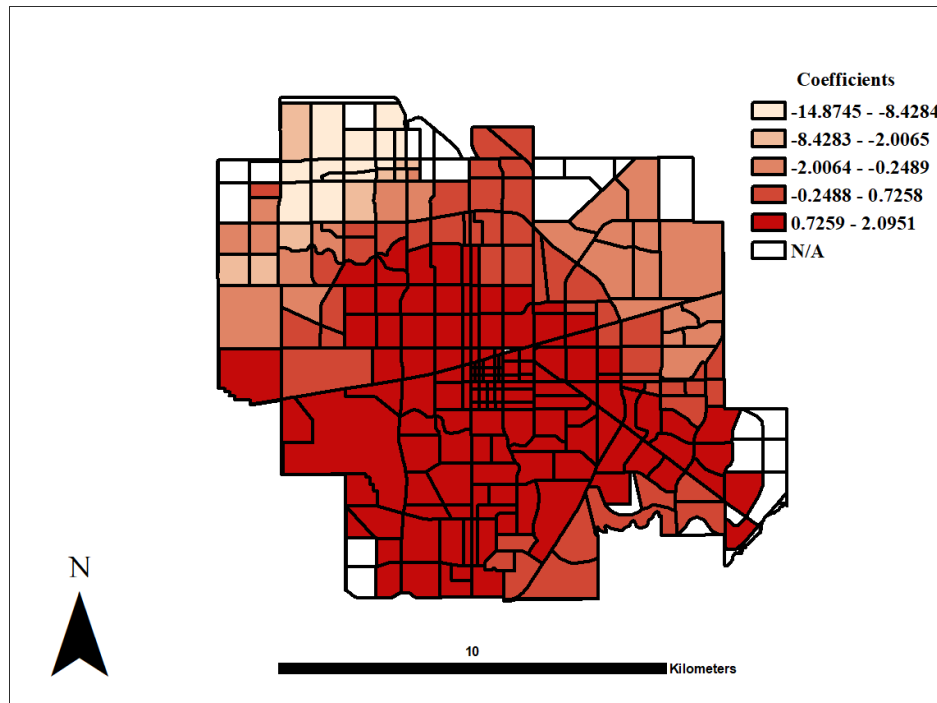 Coefficients
-14.8745 - -8.4284
-8.4283 - -2.0065
-2.0064 - -0.2489
-0.2488 - 0.7258
0.7259 - 2.0951
N/A
N
10
Kilometers